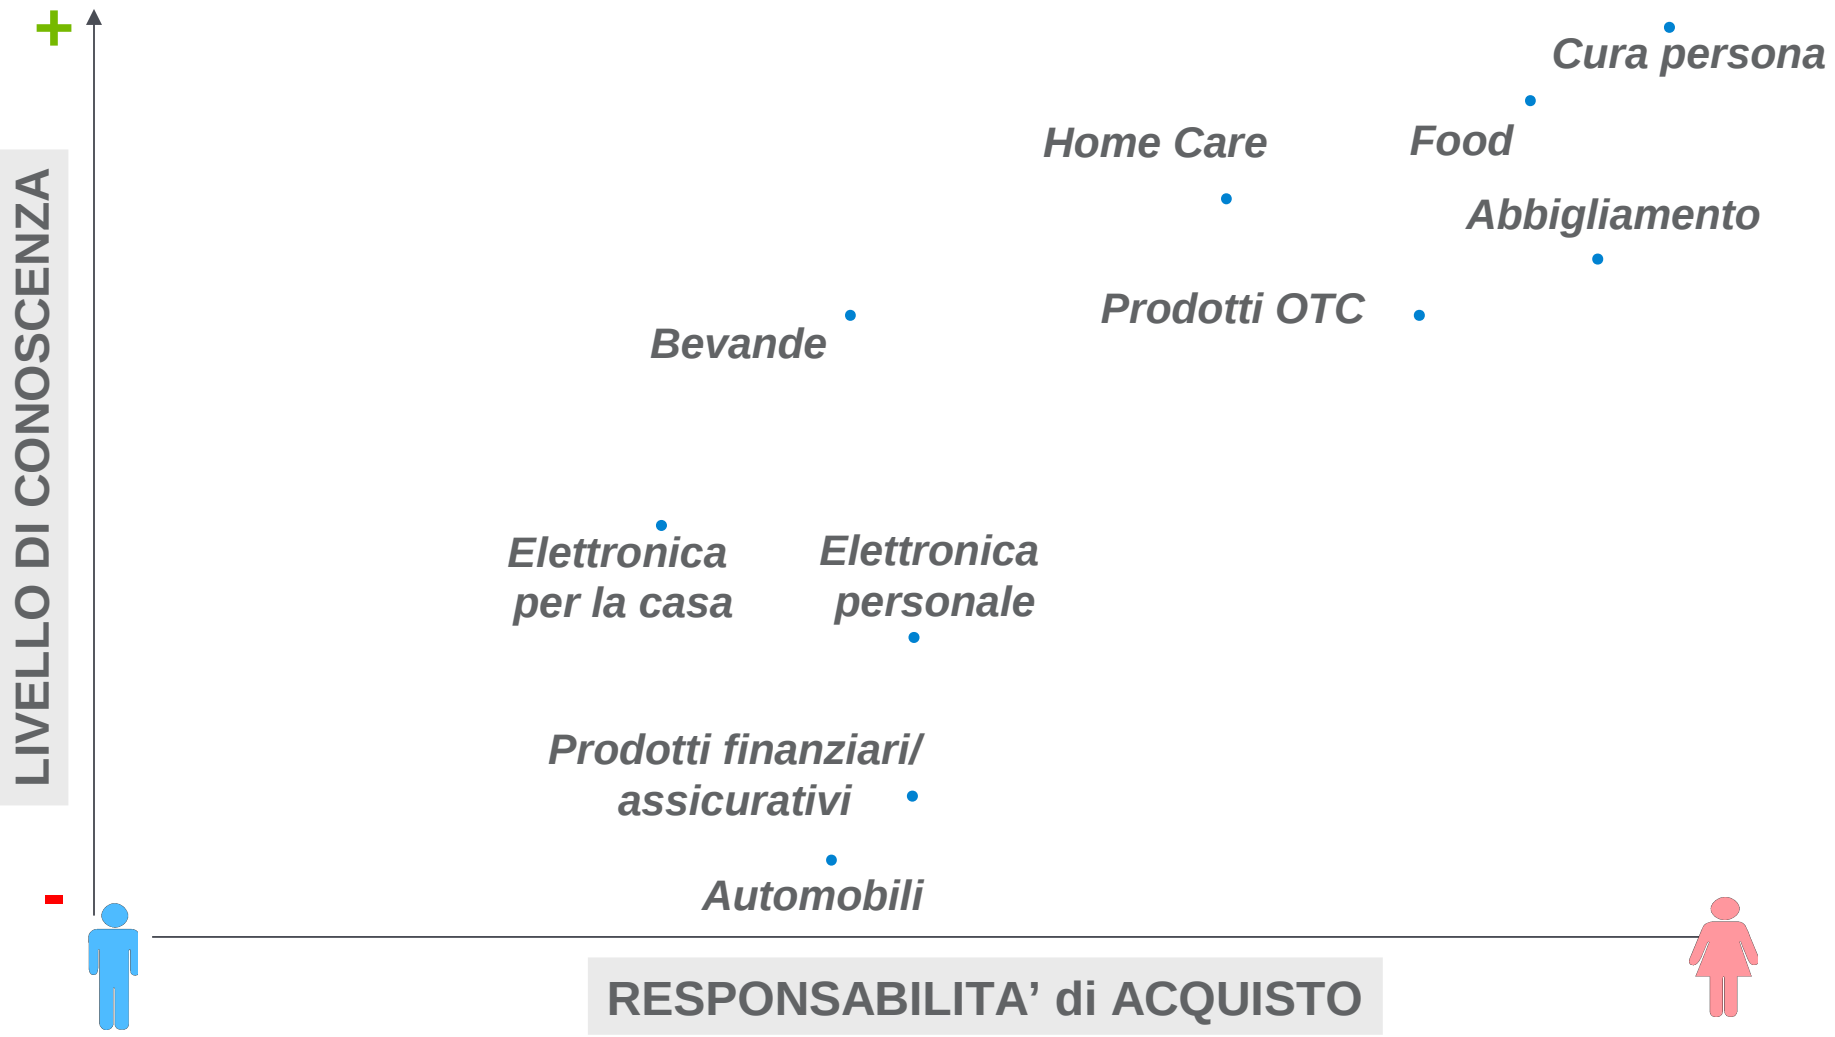 +
Cura persona
Home Care
Food
Abbigliamento
Prodotti OTC
Bevande
LIVELLO DI CONOSCENZA
Elettronica
per la casa
Elettronica
personale
Prodotti finanziari/
assicurativi
Automobili
-
RESPONSABILITA’ di ACQUISTO